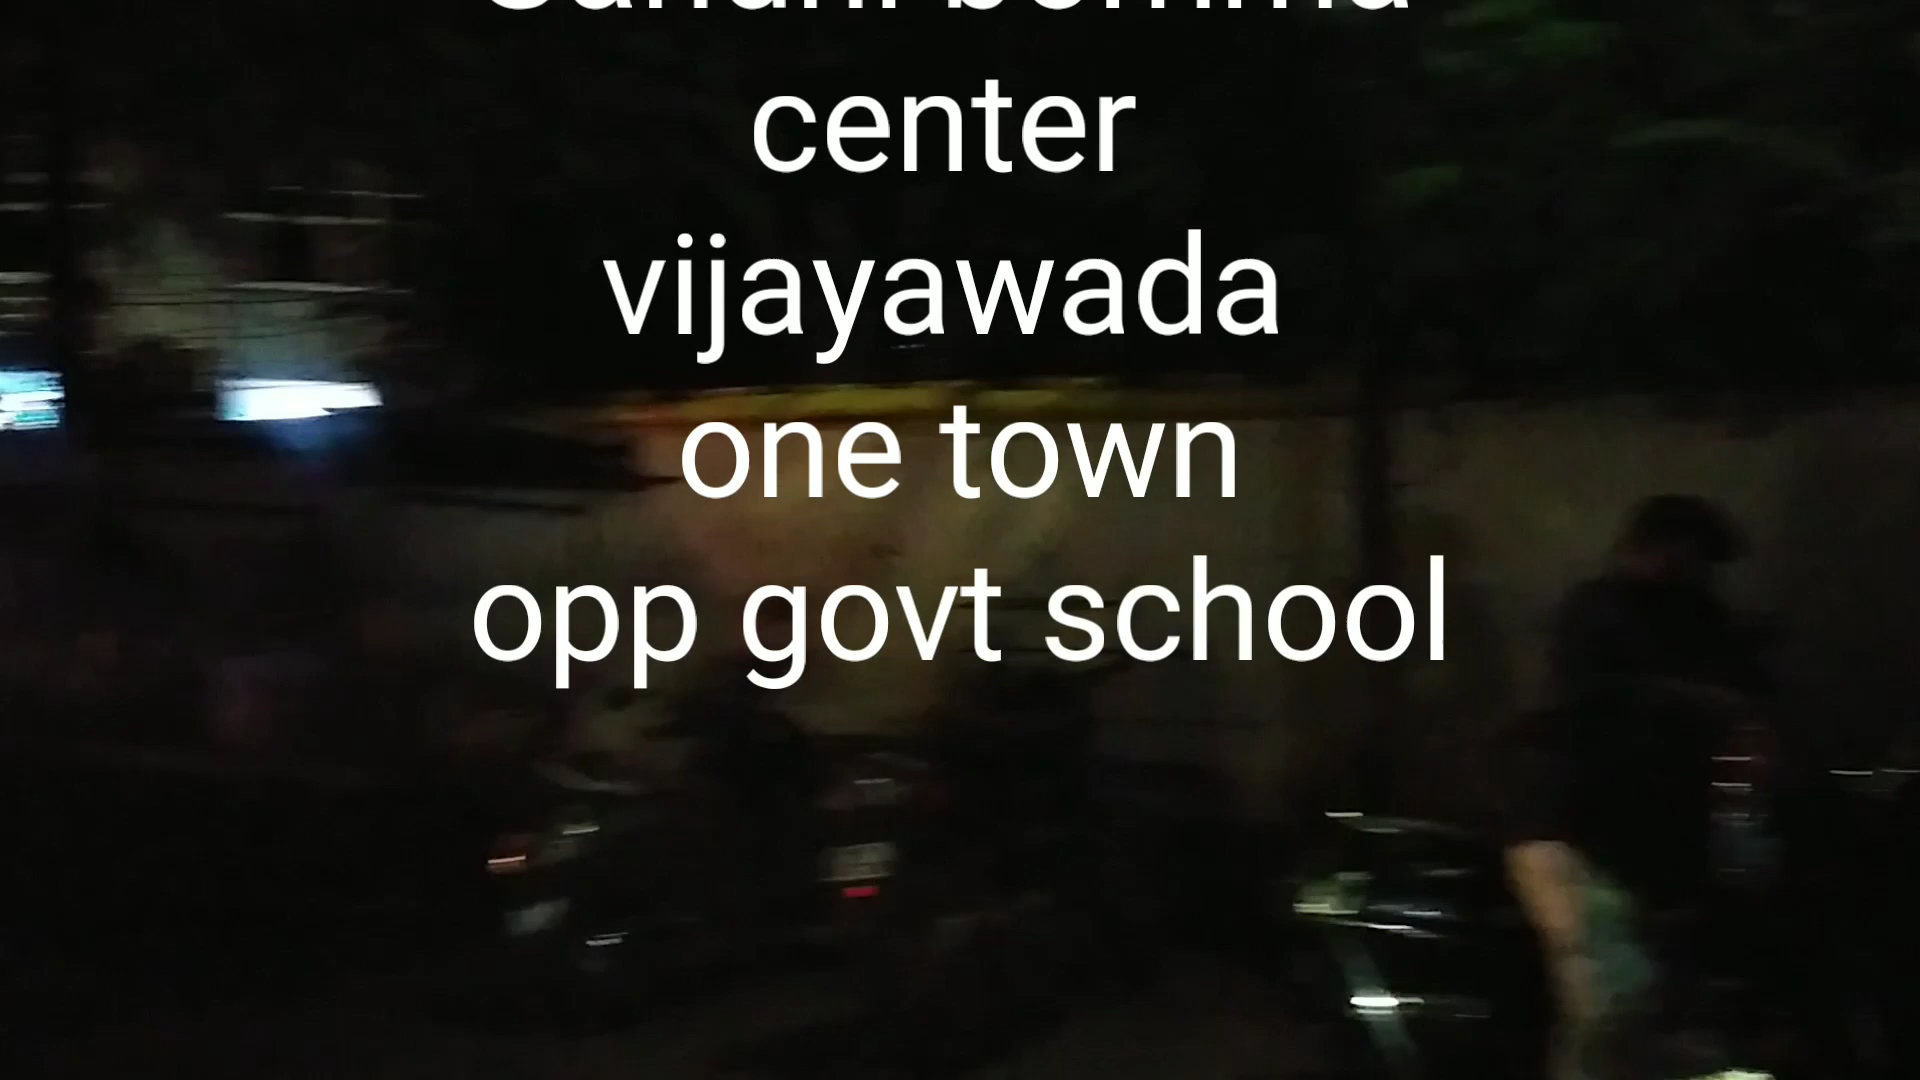 center
vijayawada
one town
opp govt school